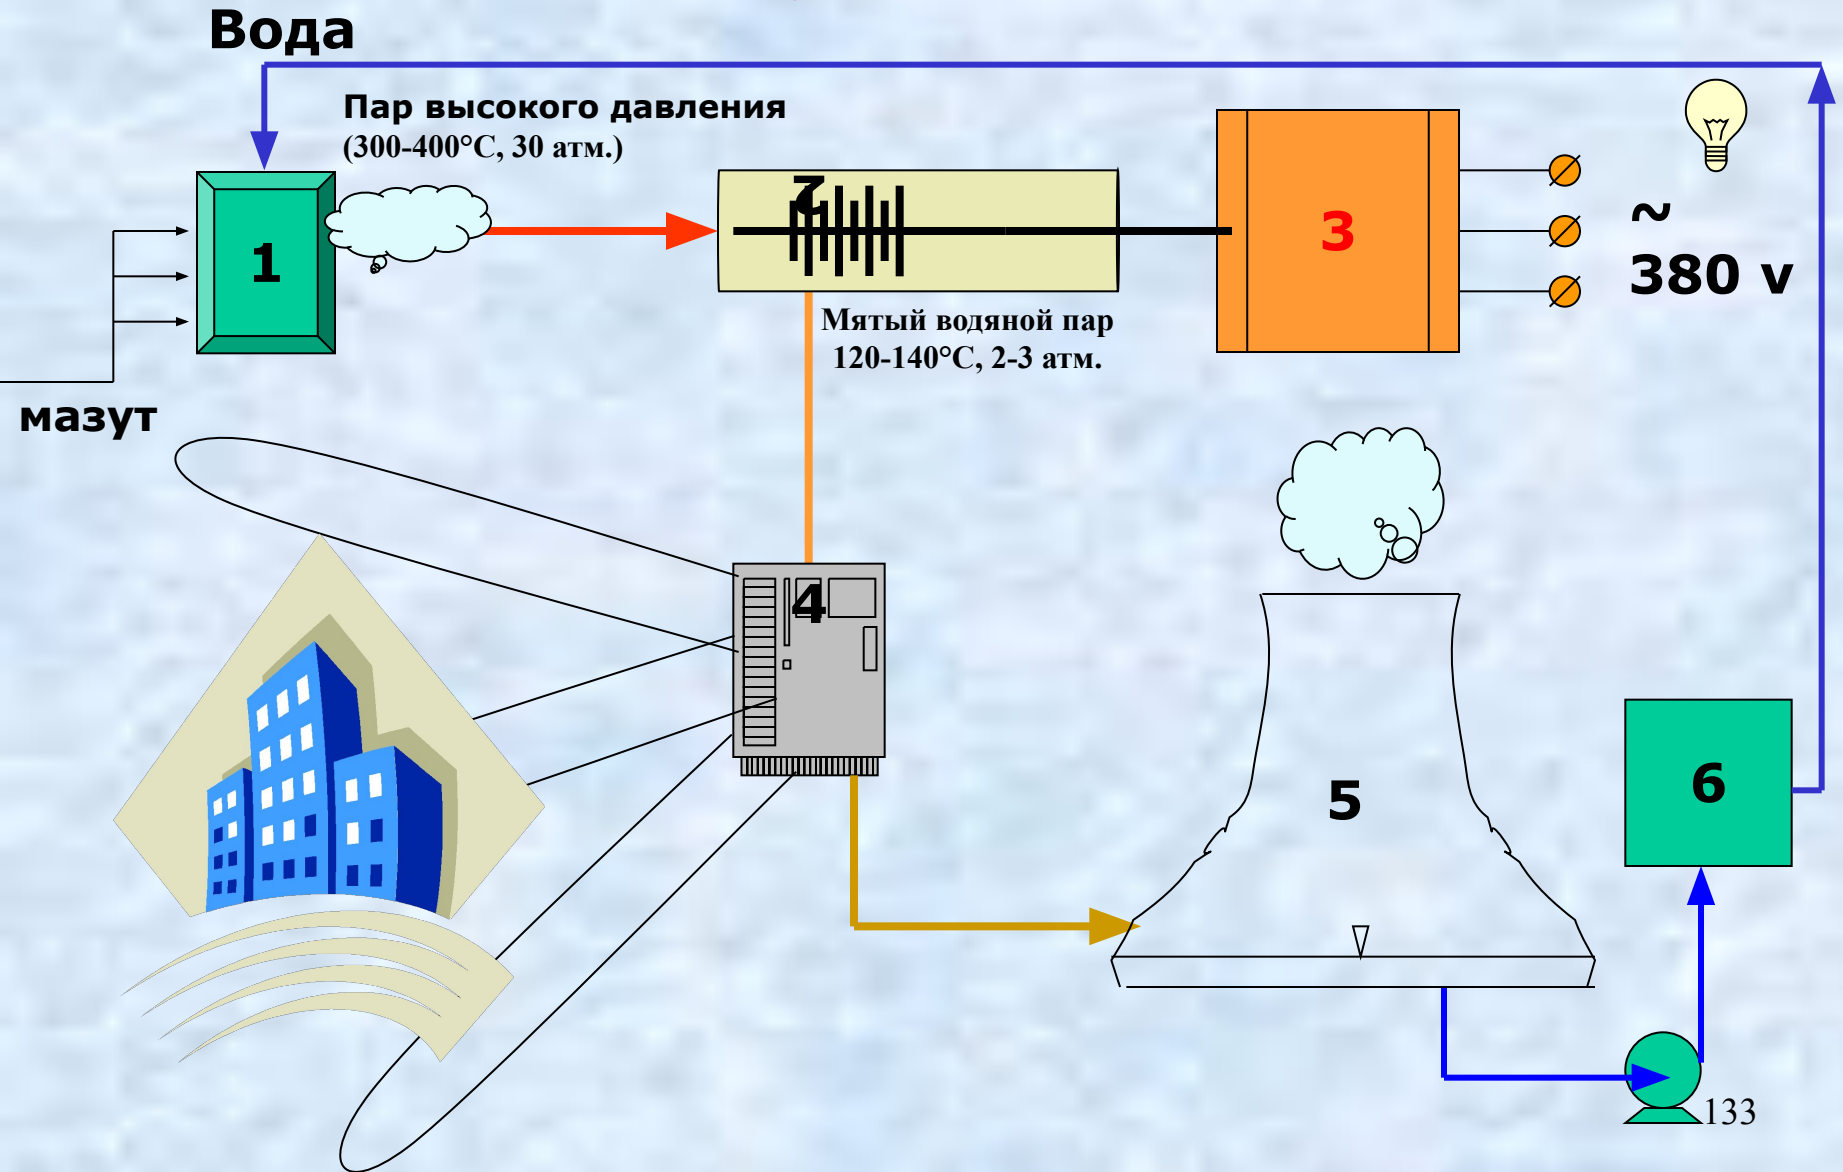 Вода
Пар высокого давления
(300-400°С, 30 атм.)
1
2
3
~
380 v
Мятый водяной пар
120-140°С, 2-3 атм.
мазут
4
5
6
133